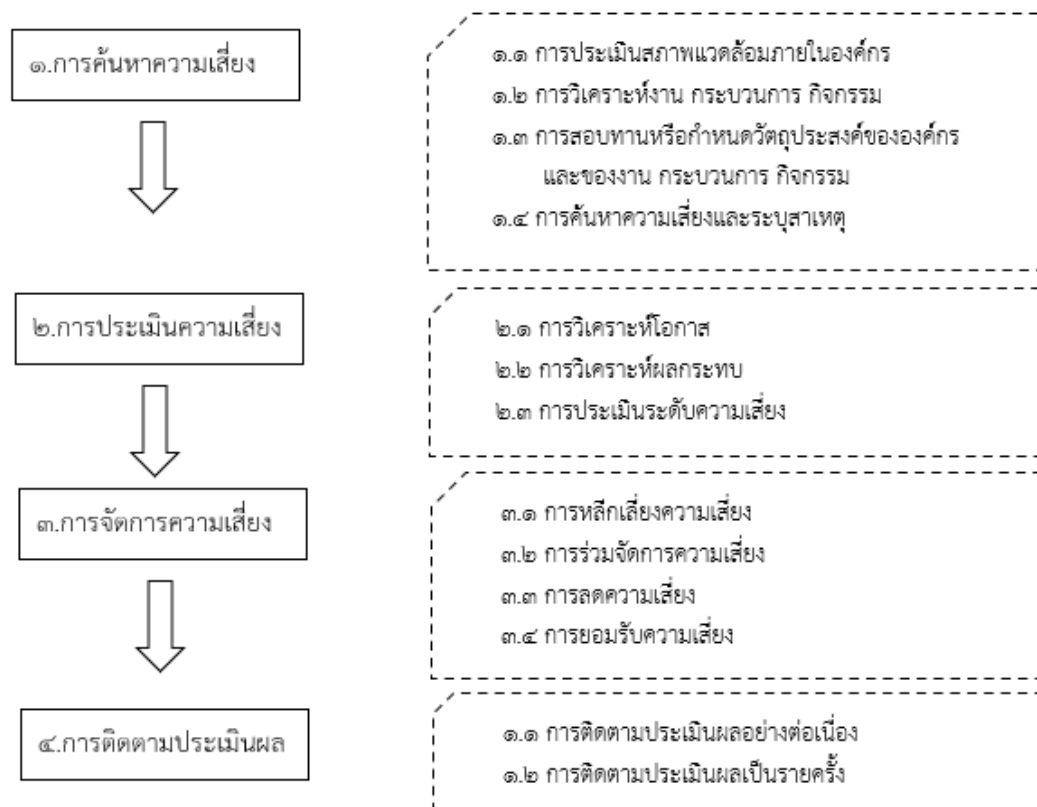 ๑.การค้นหาความเสี่ยง
๑.๑ การประเมินสภาพแวดล้อมภายในองค์กร
๑.๒ การวิเคราะห์งาน กระบวนการ กิจกรรม
๑.๓ การสอบทานหรือกำหนดวัตถุประสงค์ขององค์กร
และของงาน กระบวนการ กิจกรรม
๑.๔ การค้นหาความเสี่ยงและระบุสาเหตุ
๒.การประเมินความเสี่ยง
๒.๑ การวิเคราะห์โอกาส
๒.๒ การวิเคราะห์ผลกระทบ
๒.๓ การประเมินระดับความเสี่ยง
๓.การจัดการความเสี่ยง
๓.๑ การหลีกเลี่ยงความเสี่ยง
๓.๒ การร่วมจัดการความเสี่ยง
๓.๓ การลดความเสี่ยง
๓.๔ การยอมรับความเสี่ยง
๔.การติดตามประเมินผล
๑.๑ การติดตามประเมินผลอย่างต่อเนื่อง
๑.๒ การติดตามประเมินผลเป็นรายครั้ง